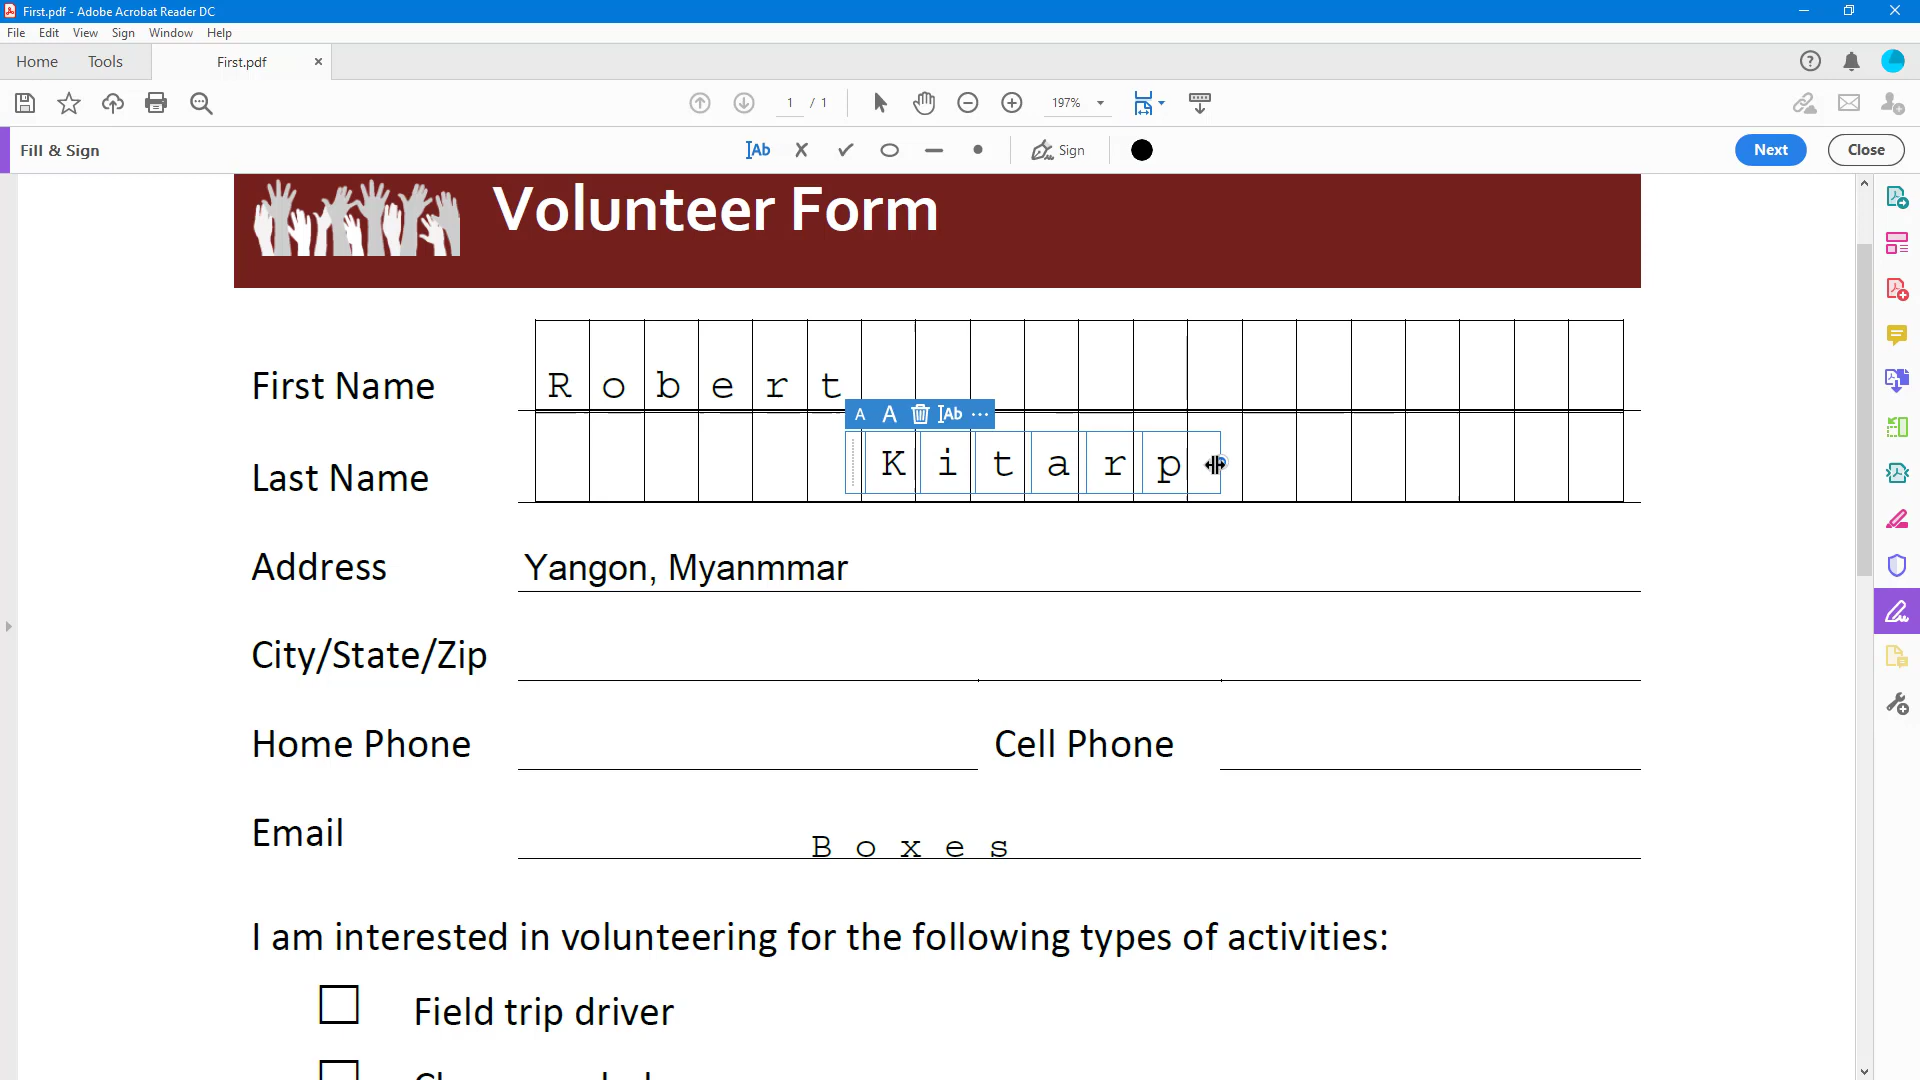 First.pdf - Adobe Acrobat Reader DC
File Edit View Sign Window Help
Home Tools First.pdf
1 / 1 197%
Fill & Sign Ab Sign Next Close
Volunteer Form
First Name R o b e r t
A A Ab
Last Name K i t a r p
Address Yangon, Myanmmar
City/State/Zip
Home Phone Cell Phone
Email B o x e s
I am interested in volunteering for the following types of activities:
Field trip driver